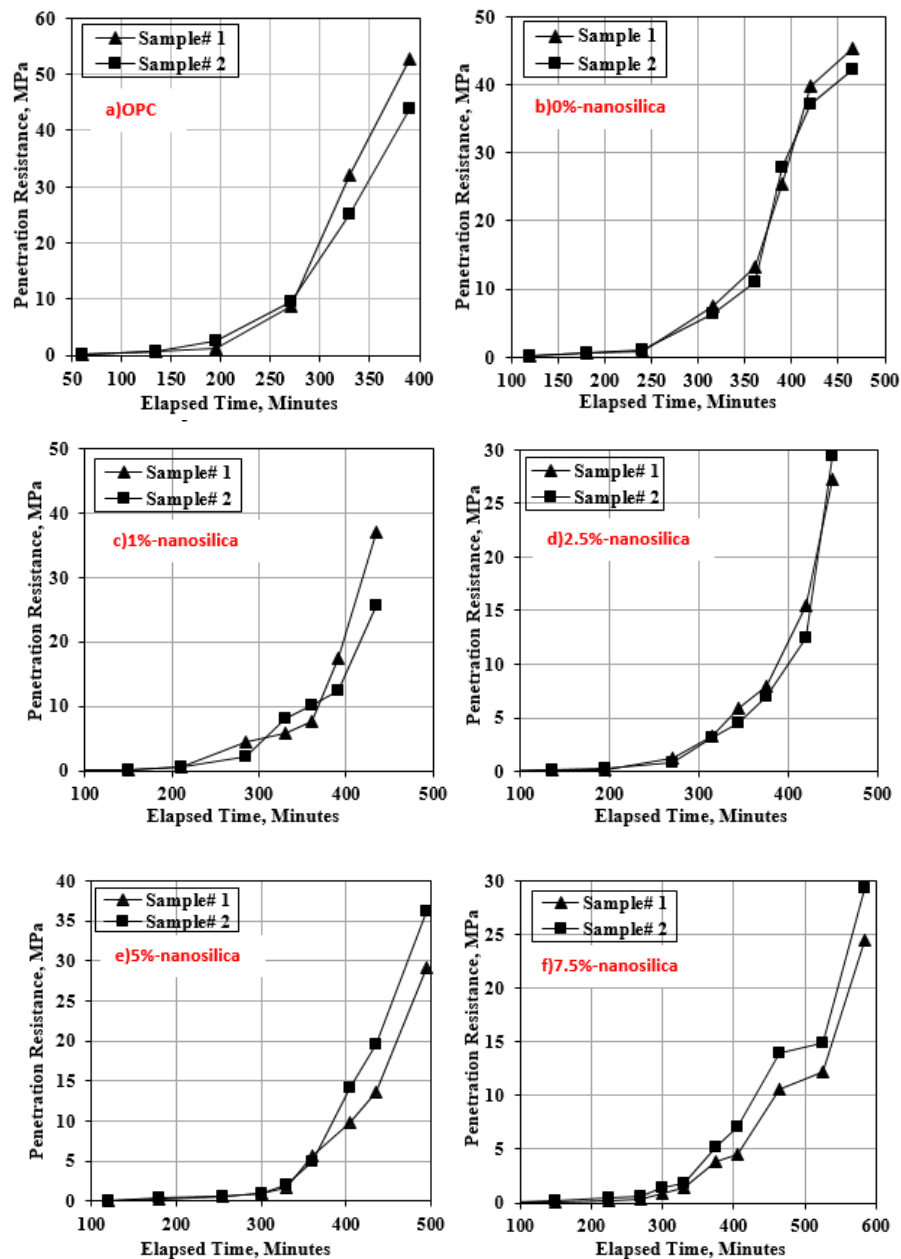 60
50
40
30
20
10
0
Penetration Resistance, MPa
Sample# 1
Sample# 2
a)OPC
50 100 150 200 250 300 350 400
Elapsed Time, Minutes
50
40
30
20
10
0
Penetration Resistance, MPa
Sample 1
Sample 2
b)0%-nanosilica
100 150 200 250 300 350 400 450 500
Elapsed Time, Minutes
50
40
30
20
10
0
Penetration Resistance, MPa
Sample# 1
Sample# 2
c)1%-nanosilica
100 200 300 400 500
Elapsed Time, Minutes
30
25
20
15
10
5
0
Penetration Resistance, MPa
Sample# 1
Sample# 2
d)2.5%-nanosilica
100 200 300 400 500
Elapsed Time, Minutes
40
35
30
25
20
15
10
5
0
Penetration Resistance, MPa
Sample# 1
Sample# 2
e)5%-nanosilica
100 200 300 400 500
Elapsed Time, Minutes
30
25
20
15
10
5
0
Penetration Resistance, MPa
Sample# 1
Sample# 2
f)7.5%-nanosilica
100 200 300 400 500 600
Elapsed Time, Minutes